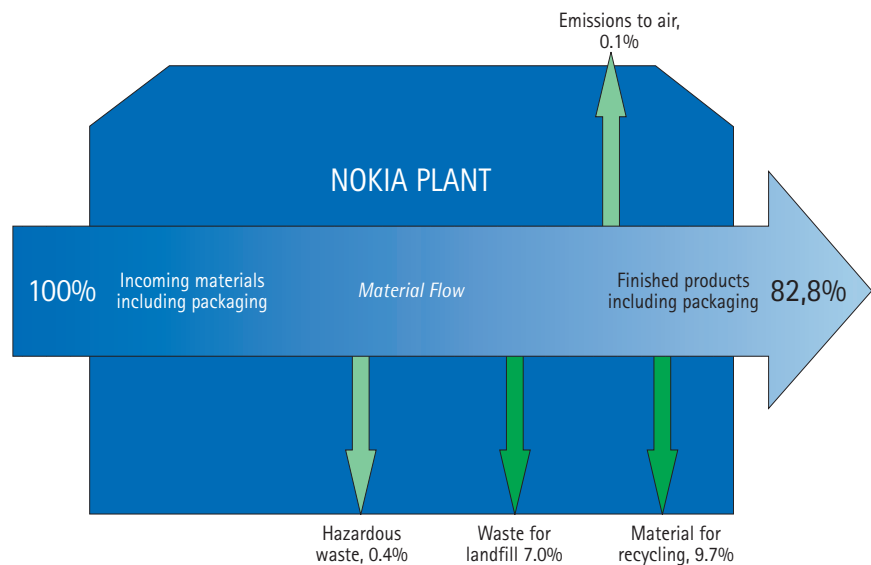 Emissions to air,
0.1%
NOKIA PLANT
100%
Incoming materials
including packaging
Material Flow
Finished products
including packaging
82,8%
Hazardous
waste, 0.4%
Waste for
landfill 7.0%
Material for
recycling, 9.7%